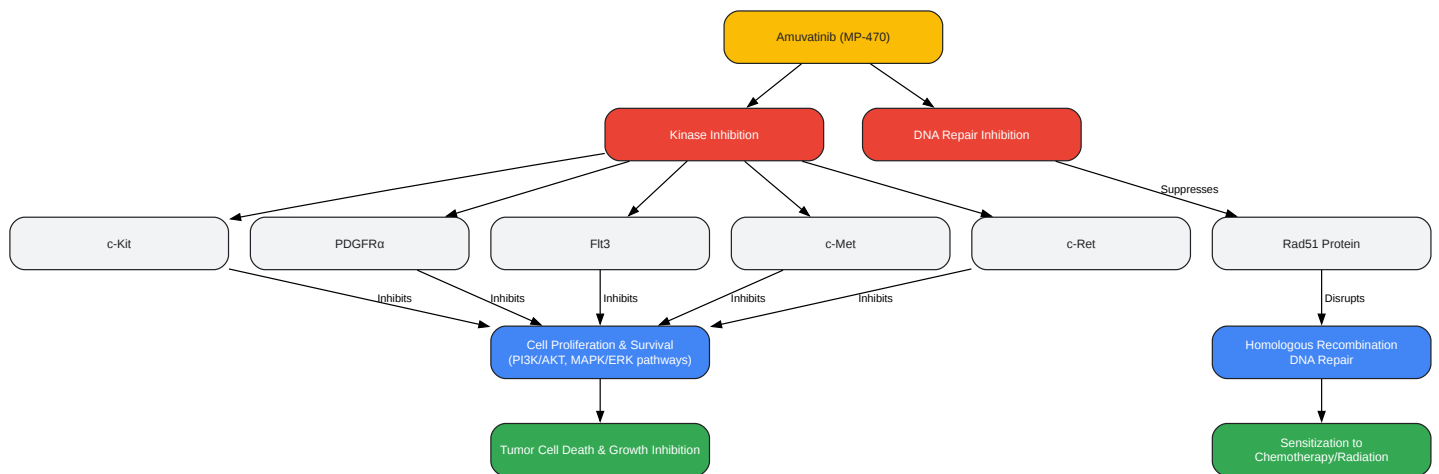 Amuvatinib (MP-470)
Kinase Inhibition
DNA Repair Inhibition
Suppresses
c-Kit
PDGFRα
Flt3
c-Met
c-Ret
Rad51 Protein
Inhibits
Inhibits
Inhibits
Inhibits
Inhibits
Disrupts
Cell Proliferation & Survival
(PI3K/AKT, MAPK/ERK pathways)
Homologous Recombination
DNA Repair
Tumor Cell Death & Growth Inhibition
Sensitization to
Chemotherapy/Radiation